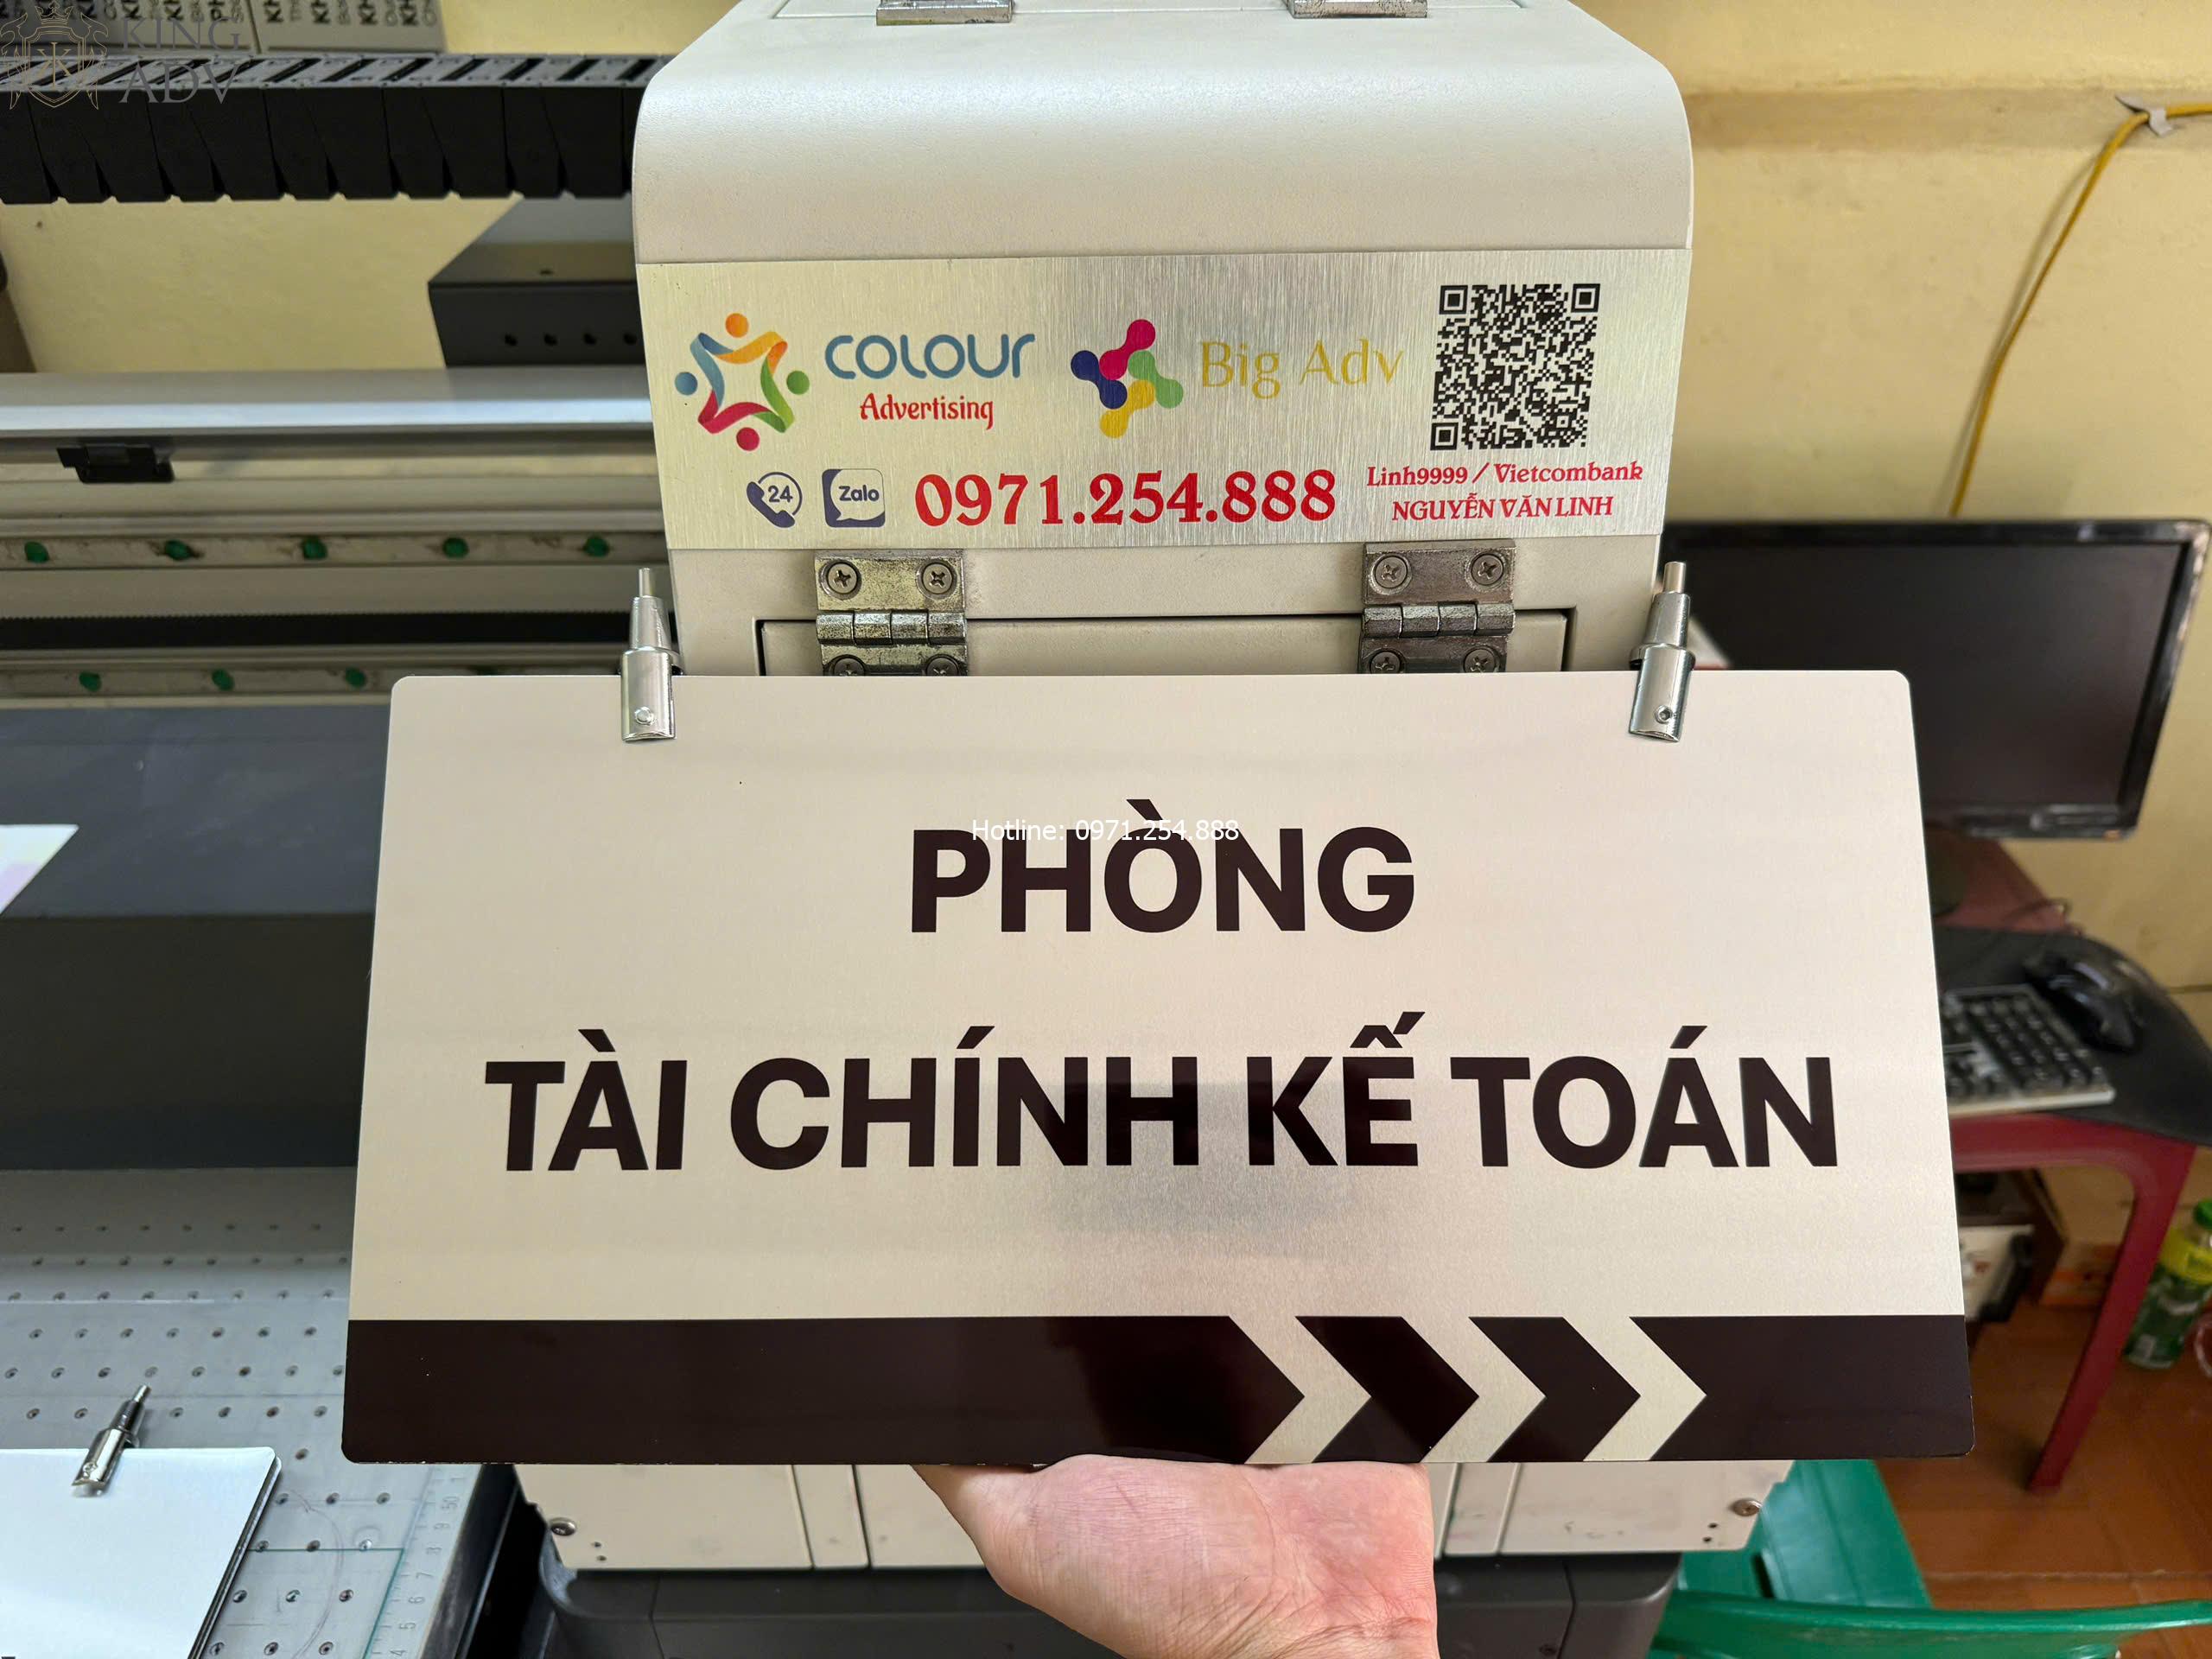 KING
ADV
COLOUR
Advertising
Big Adv
24
Zalo
0971.254.888
Linh9999 / Vietcombank
NGUYỄN VĂN LINH
Hotline: 0971.254.888
PHÒNG
TÀI CHÍNH KẾ TOÁN